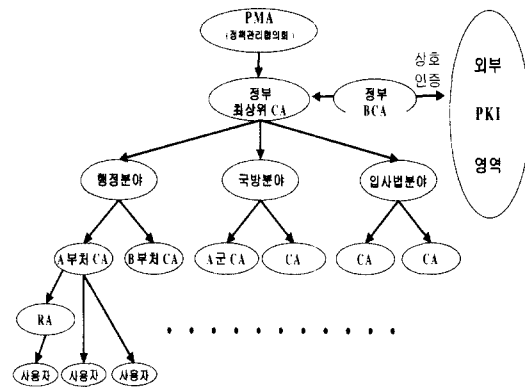 PMA
(정책관리협의회)
상호
인증
외부
PKI
영역
정부
최상위 CA
정부
BCA
행정분야
국방분야
입사법분야
A부처 CA
B부처 CA
A군 CA
CA
CA
CA
RA
사용자
사용자
사용자